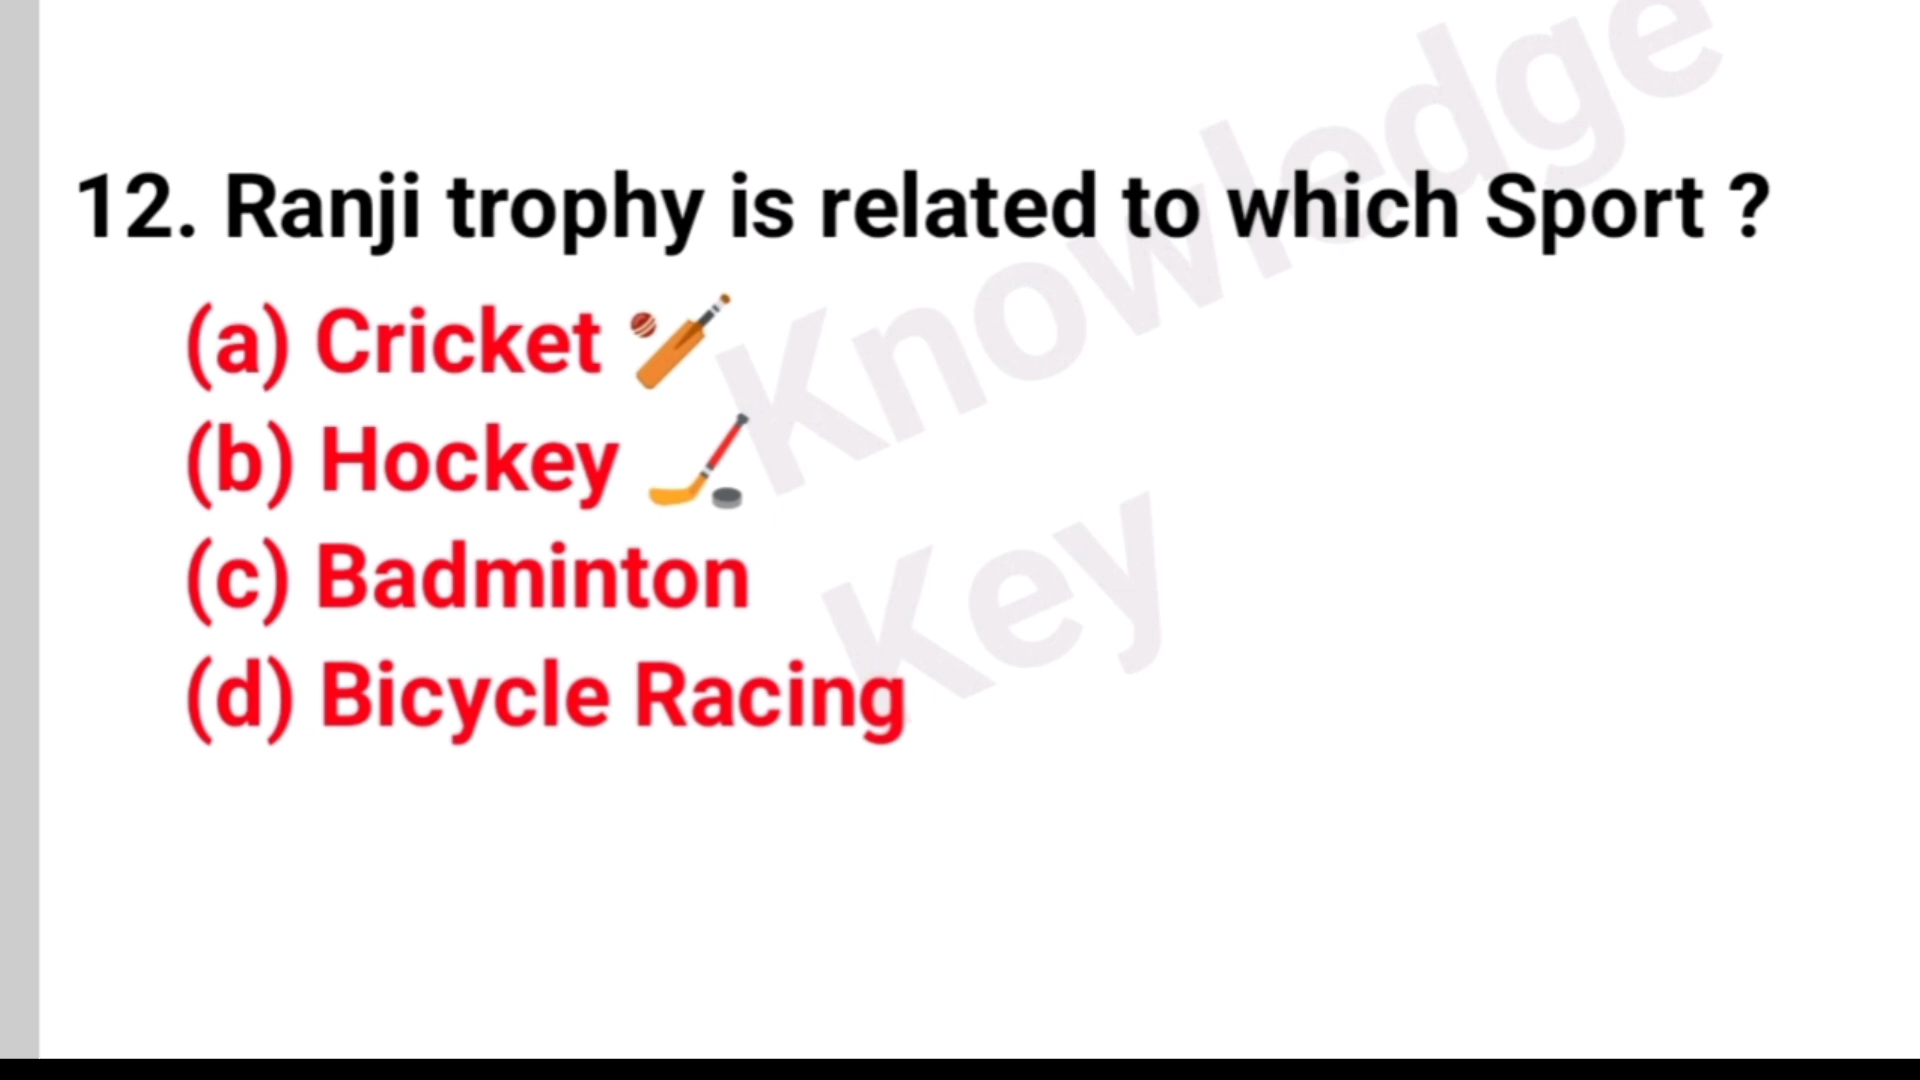 12. Ranji trophy is related to which Sport ?
(a) Cricket 🏏
(b) Hockey 🏒
(c) Badminton
(d) Bicycle Racing
Knowledge
Key